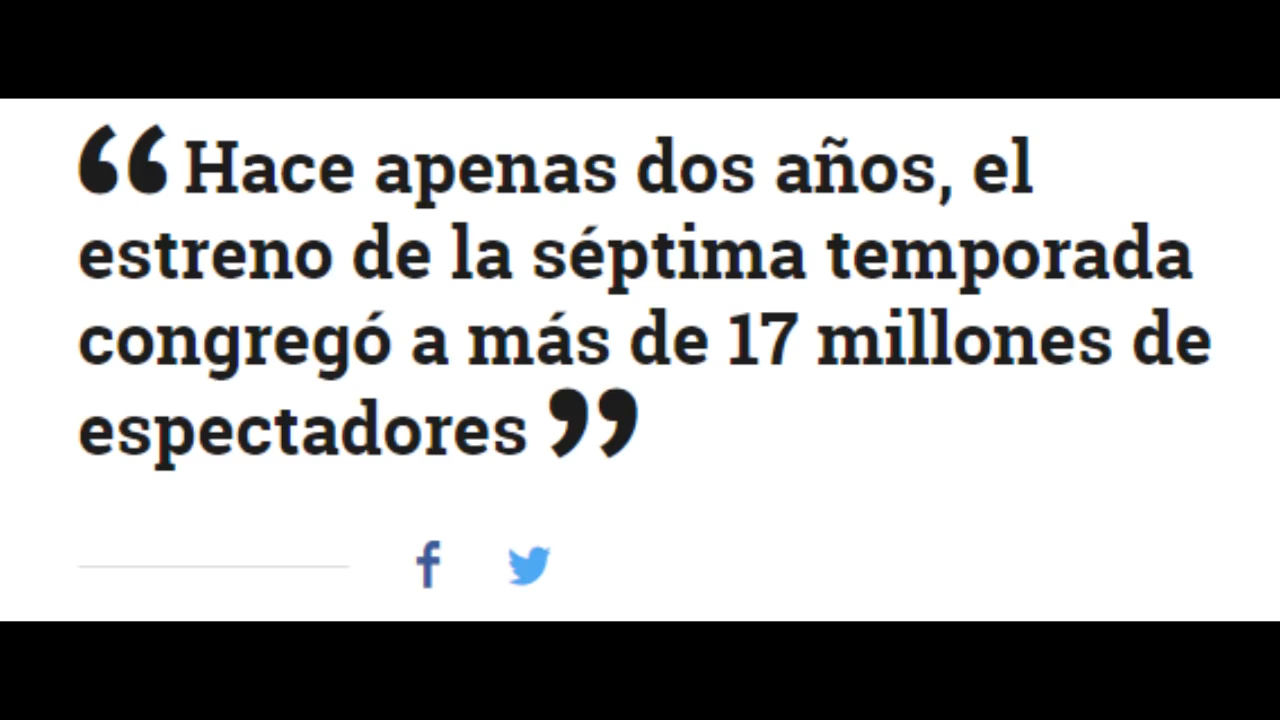 “Hace apenas dos años, el
estreno de la séptima temporada
congregó a más de 17 millones de
espectadores”